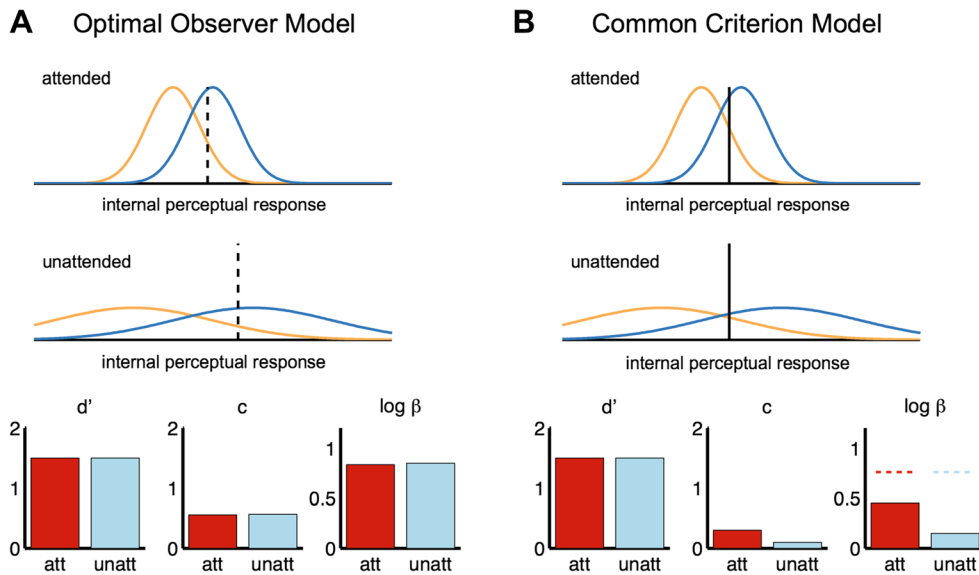 A Optimal Observer Model
attended
internal perceptual response
unattended
internal perceptual response
d’ c log β
2 2
1
1 1
0.5
0 0 0
att unatt att unatt att unatt
B Common Criterion Model
attended
internal perceptual response
unattended
internal perceptual response
d’ c log β
2 2
1
1 1
0.5
0 0 0
att unatt att unatt att unatt